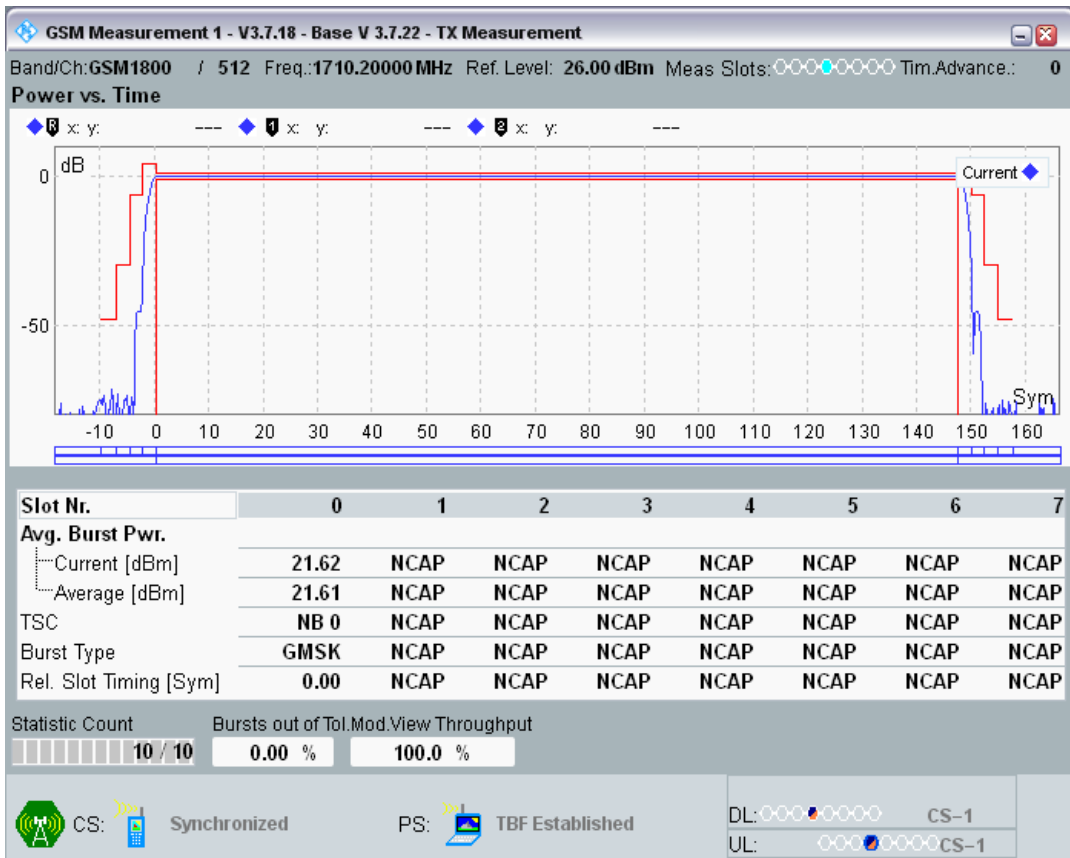 GSM Measurement 1 - V3.7.18 - Base V 3.7.22 - TX Measurement
Band/Ch:GSM1800 / 512 Freq.:1710.20000 MHz Ref. Level: 26.00 dBm Meas Slots: Tim.Advance.: 0
Power vs. Time
R x: y: --- 1 x: y: --- 2 x: y: ---
dB
Current
0
-50
Sym
-10 0 10 20 30 40 50 60 70 80 90 100 110 120 130 140 150 160
Slot Nr. 0 1 2 3 4 5 6 7
Avg. Burst Pwr.
Current [dBm] 21.62 NCAP NCAP NCAP NCAP NCAP NCAP NCAP
Average [dBm] 21.61 NCAP NCAP NCAP NCAP NCAP NCAP NCAP
TSC NB 0 NCAP NCAP NCAP NCAP NCAP NCAP NCAP
Burst Type GMSK NCAP NCAP NCAP NCAP NCAP NCAP NCAP
Rel. Slot Timing [Sym] 0.00 NCAP NCAP NCAP NCAP NCAP NCAP NCAP
Statistic Count Bursts out of Tol.Mod.View Throughput
10 / 10 0.00 % 100.0 %
CS: Synchronized PS: TBF Established
DL: CS-1
UL: CS-1